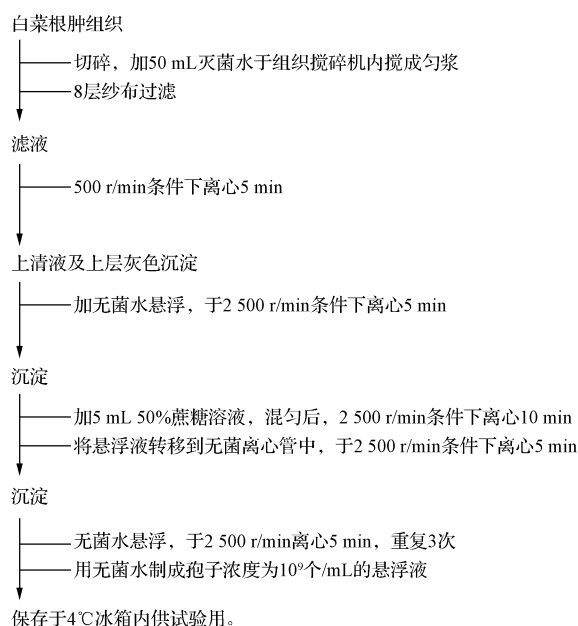 白菜根肿组织
切碎，加50 mL灭菌水于组织搅碎机内搅成匀浆
8层纱布过滤
滤液
500 r/min条件下离心5 min
上清液及上层灰色沉淀
加无菌水悬浮，于2 500 r/min条件下离心5 min
沉淀
加5 mL 50%蔗糖溶液，混匀后，2 500 r/min条件下离心10 min
将悬浮液转移到无菌离心管中，于2 500 r/min条件下离心5 min
沉淀
无菌水悬浮，于2 500 r/min离心5 min，重复3次
用无菌水制成孢子浓度为10⁹个/mL的悬浮液
保存于4℃冰箱内供试验用。